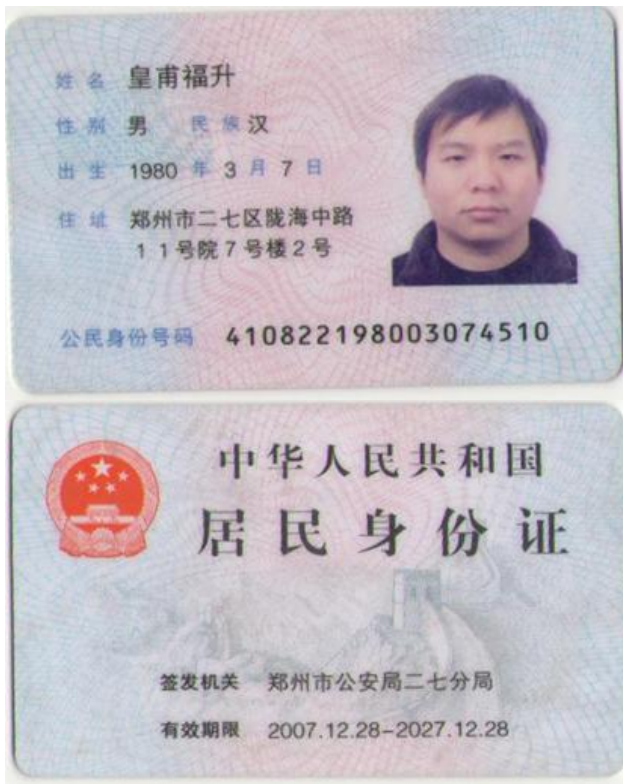 姓名 皇甫福升
性别 男 民族 汉
出生 1980 年 3 月 7 日
住址 郑州市二七区陇海中路
11号院7号楼2号
公民身份号码 410822198003074510
中华人民共和国
居民身份证
签发机关 郑州市公安局二七分局
有效期限 2007.12.28-2027.12.28